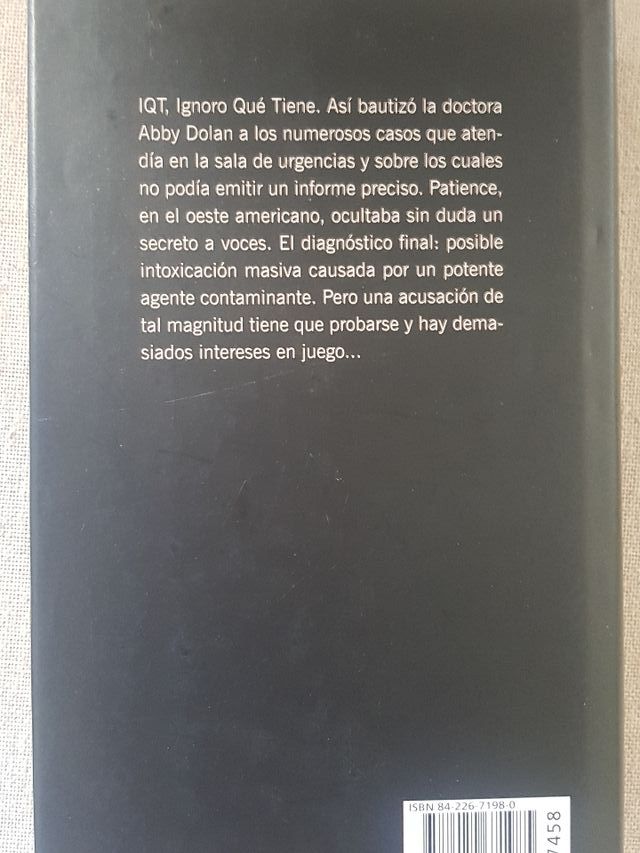 IQT, Ignoro Qué Tiene. Así bautizó la doctora
Abby Dolan a los numerosos casos que aten-
día en la sala de urgencias y sobre los cuales
no podía emitir un informe preciso. Patience,
en el oeste americano, ocultaba sin duda un
secreto a voces. El diagnóstico final: posible
intoxicación masiva causada por un potente
agente contaminante. Pero una acusación de
tal magnitud tiene que probarse y hay dema-
siados intereses en juego...
ISBN 84-226-7198-0
7458